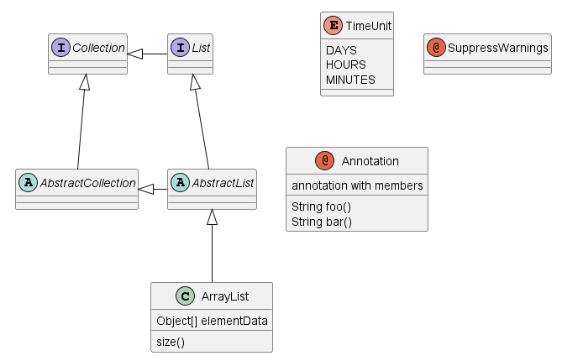 I Collection
I List
E TimeUnit
DAYS
HOURS
MINUTES
@ SuppressWarnings
A AbstractCollection
A AbstractList
@ Annotation
annotation with members
String foo()
String bar()
C ArrayList
Object[] elementData
size()